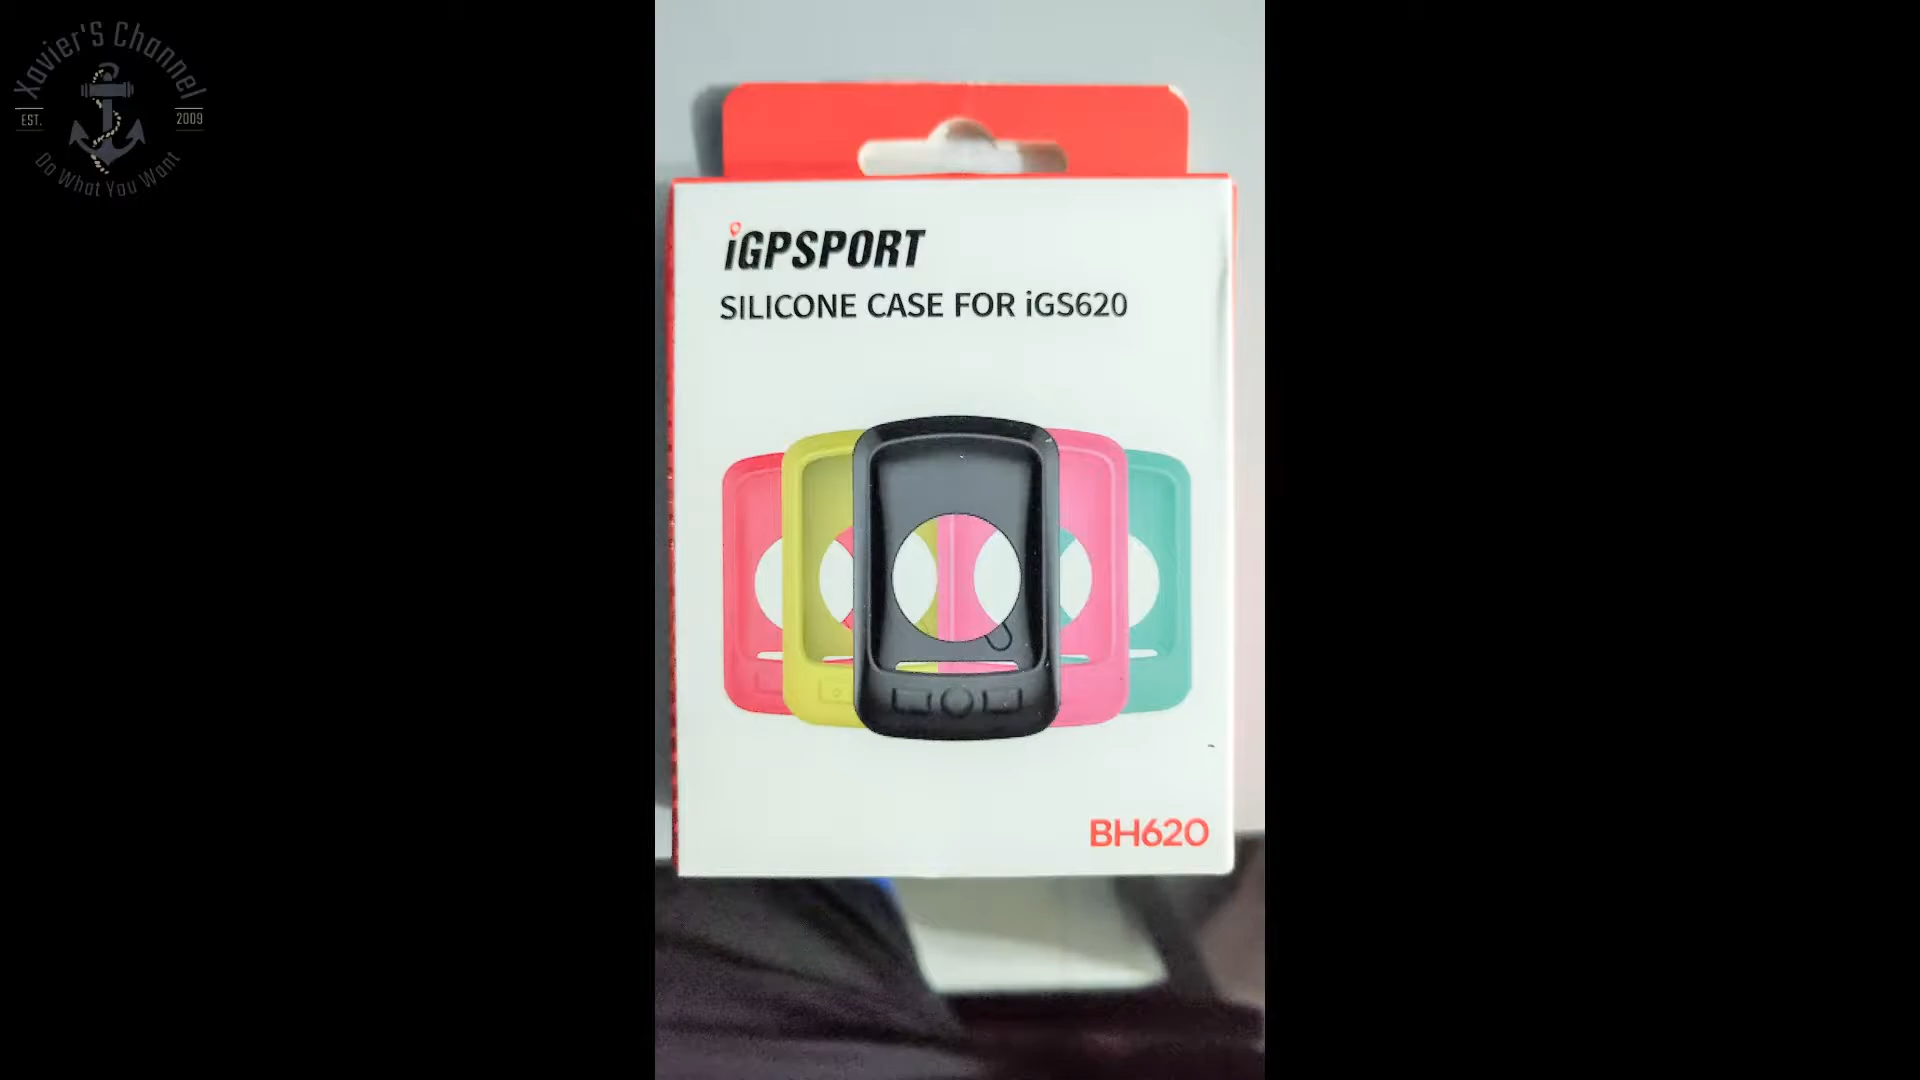 Xavier'S Channel
EST.
2009
Do What You Want
iGPSPORT
SILICONE CASE FOR iGS620
BH620